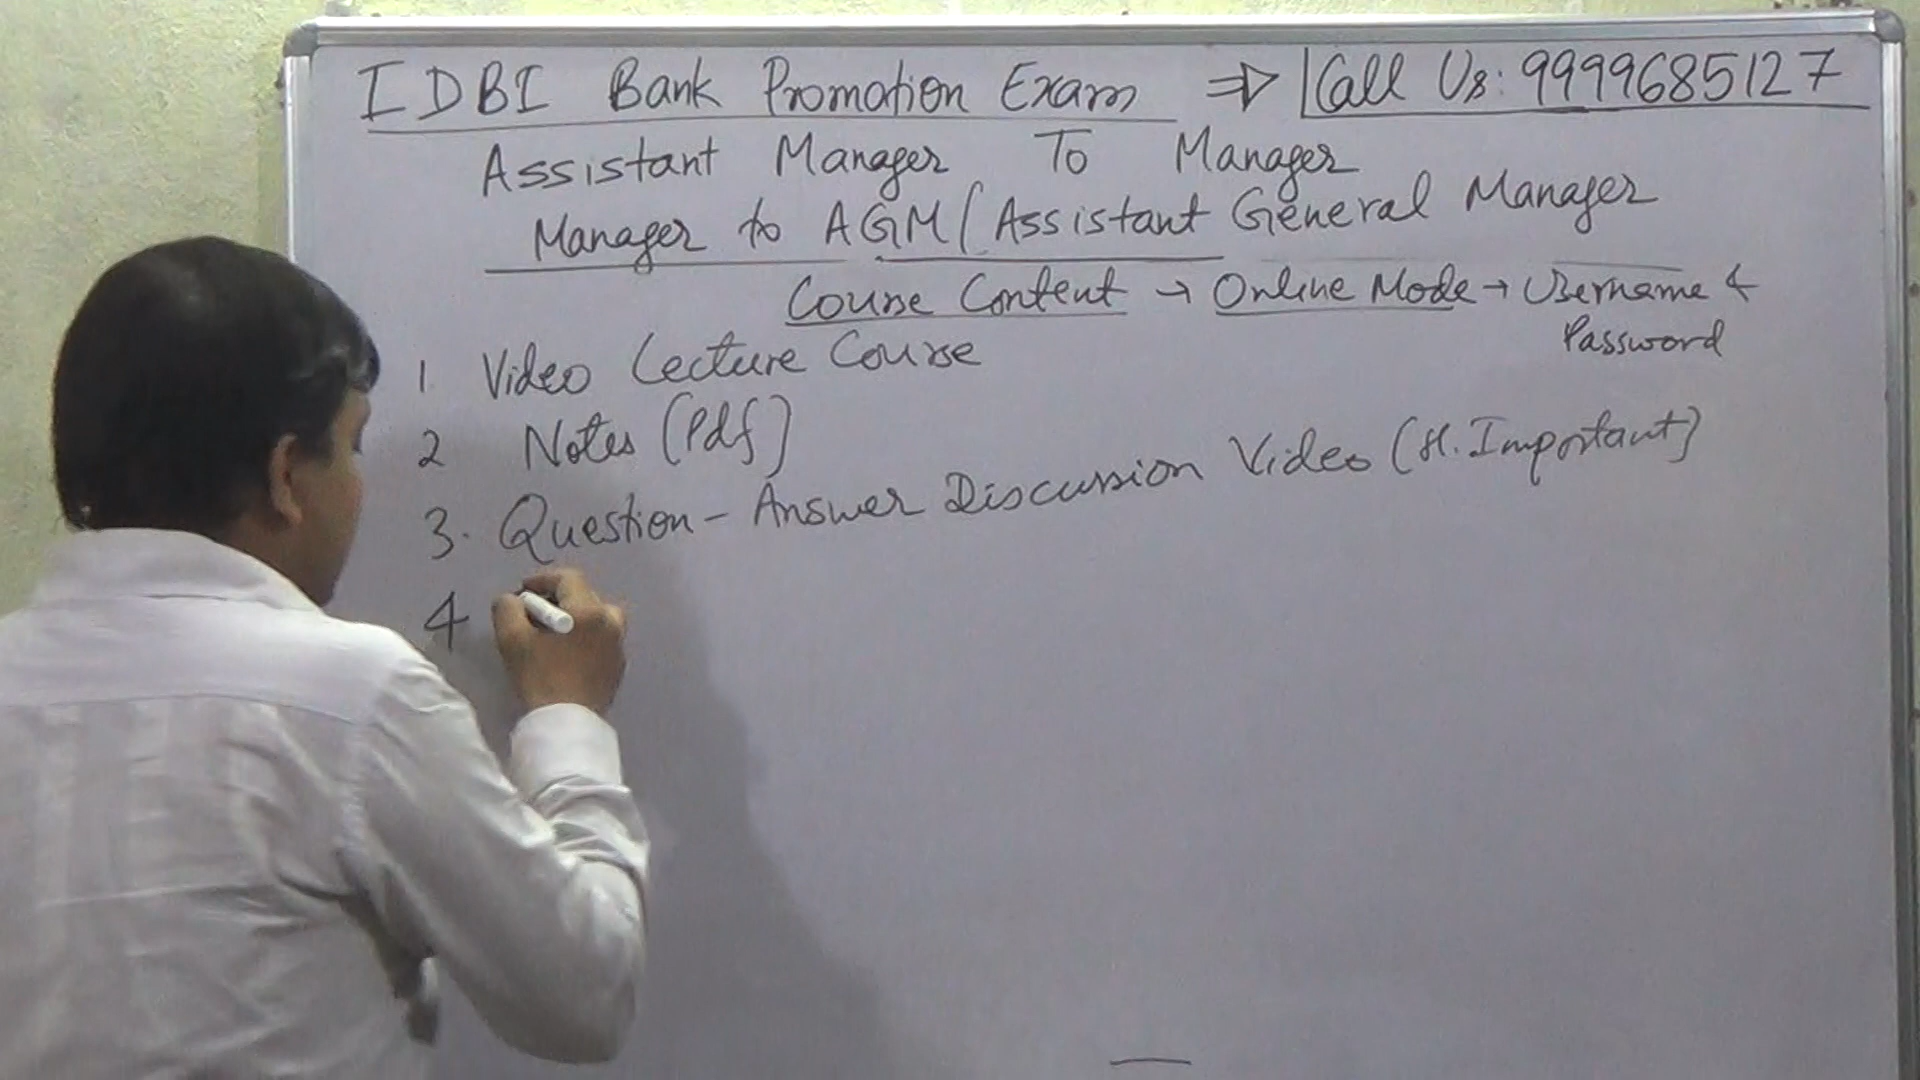 IDBI Bank Promotion Exam ⇒ Call Us: 9999685127
Assistant Manager To Manager
Manager to AGM (Assistant General Manager
Course Content → Online Mode → Username &
Password
1. Video Lecture Course
2 Notes (Pdf)
3. Question - Answer Discussion Video (M. Important)
4